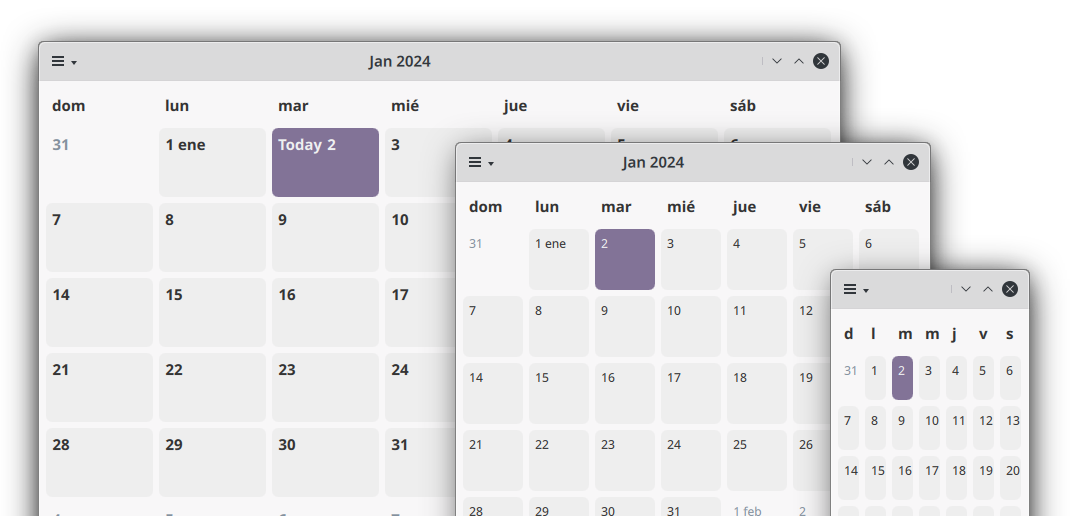 Jan 2024
dom lun mar mié jue vie sáb
31 1 ene Today 2 3
7 8 9 10
14 15 16 17
21 22 23 24
28 29 30 31
Jan 2024
dom lun mar mié jue vie sáb
31 1 ene 2 3 4 5 6
7 8 9 10 11 12
14 15 16 17 18 19
21 22 23 24 25 26
28 29 30 31 1 feb 2
d l m m j v s
31 1 2 3 4 5 6
7 8 9 10 11 12 13
14 15 16 17 18 19 20